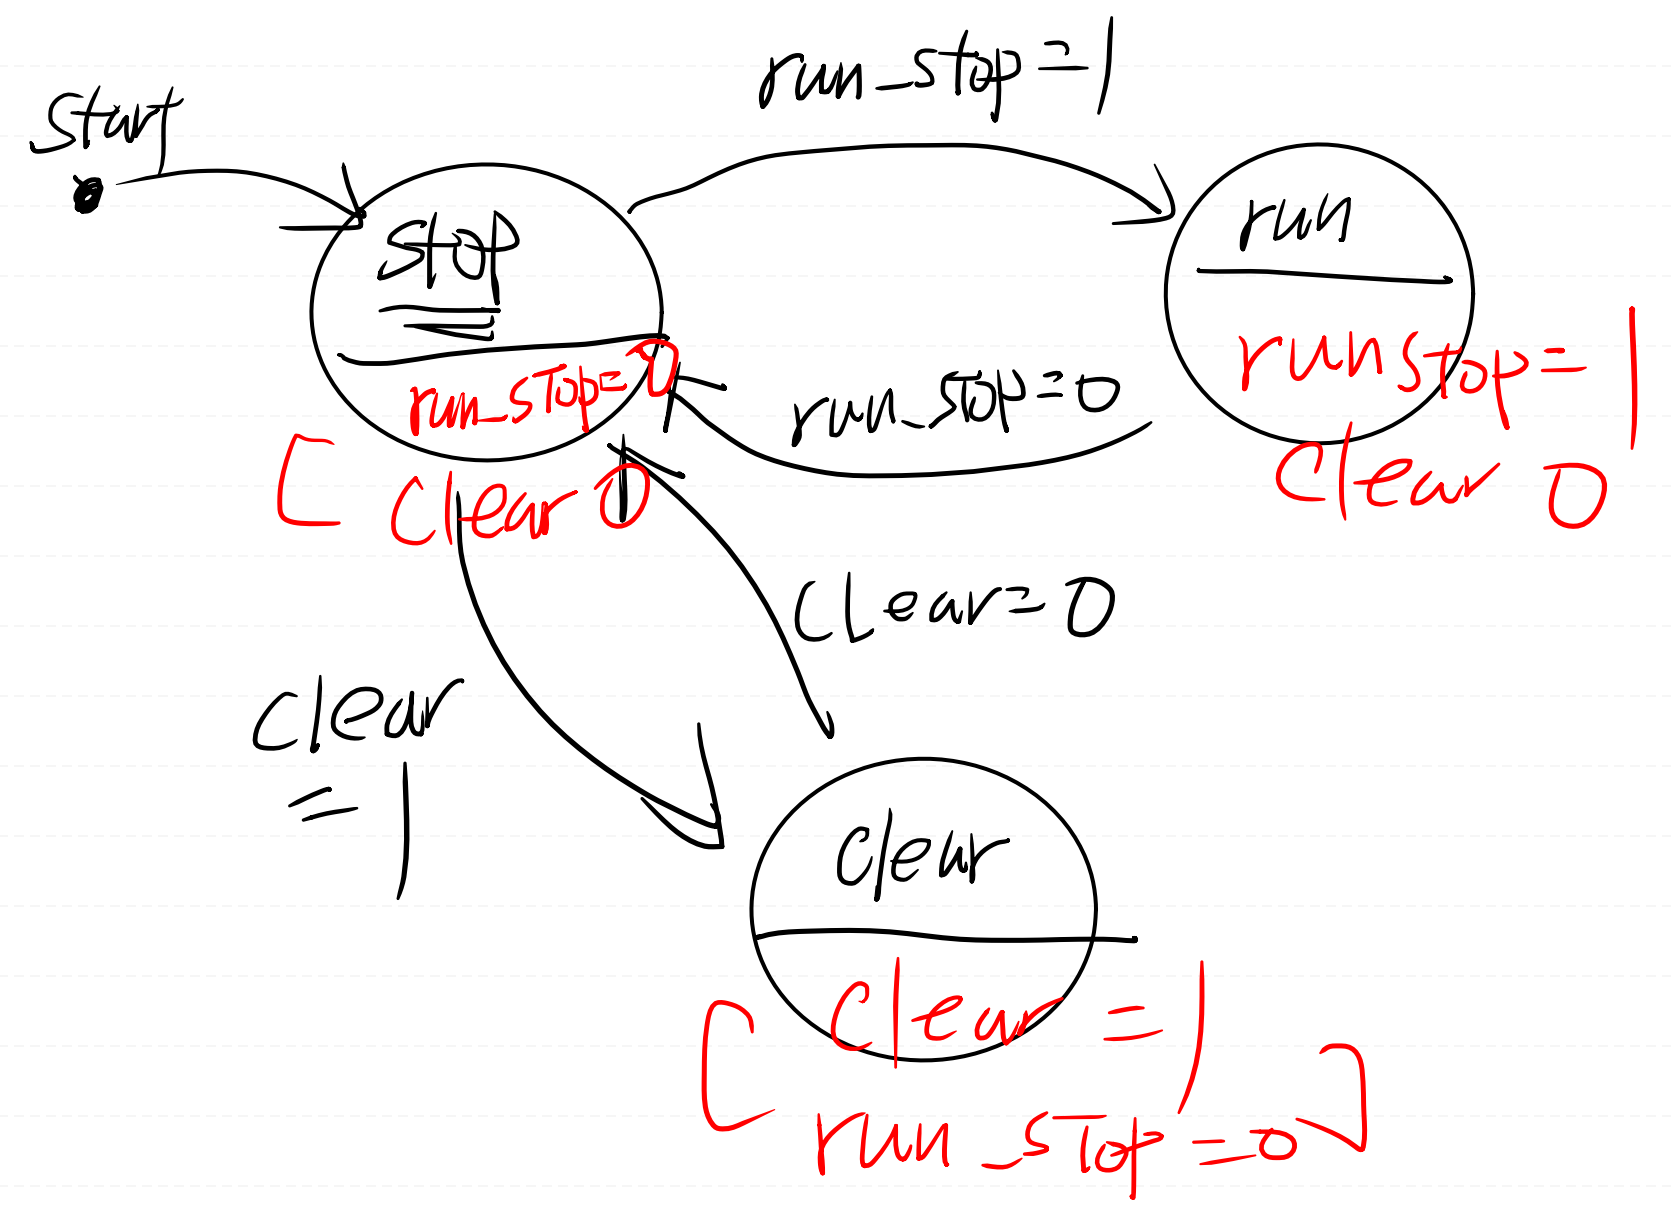 start
run_stop=1
stop
run_stop=0
clear 0
run
runstop=1
clear 0
run_stop=0
clear=0
clear
=1
clear
clear=1
run_stop=0